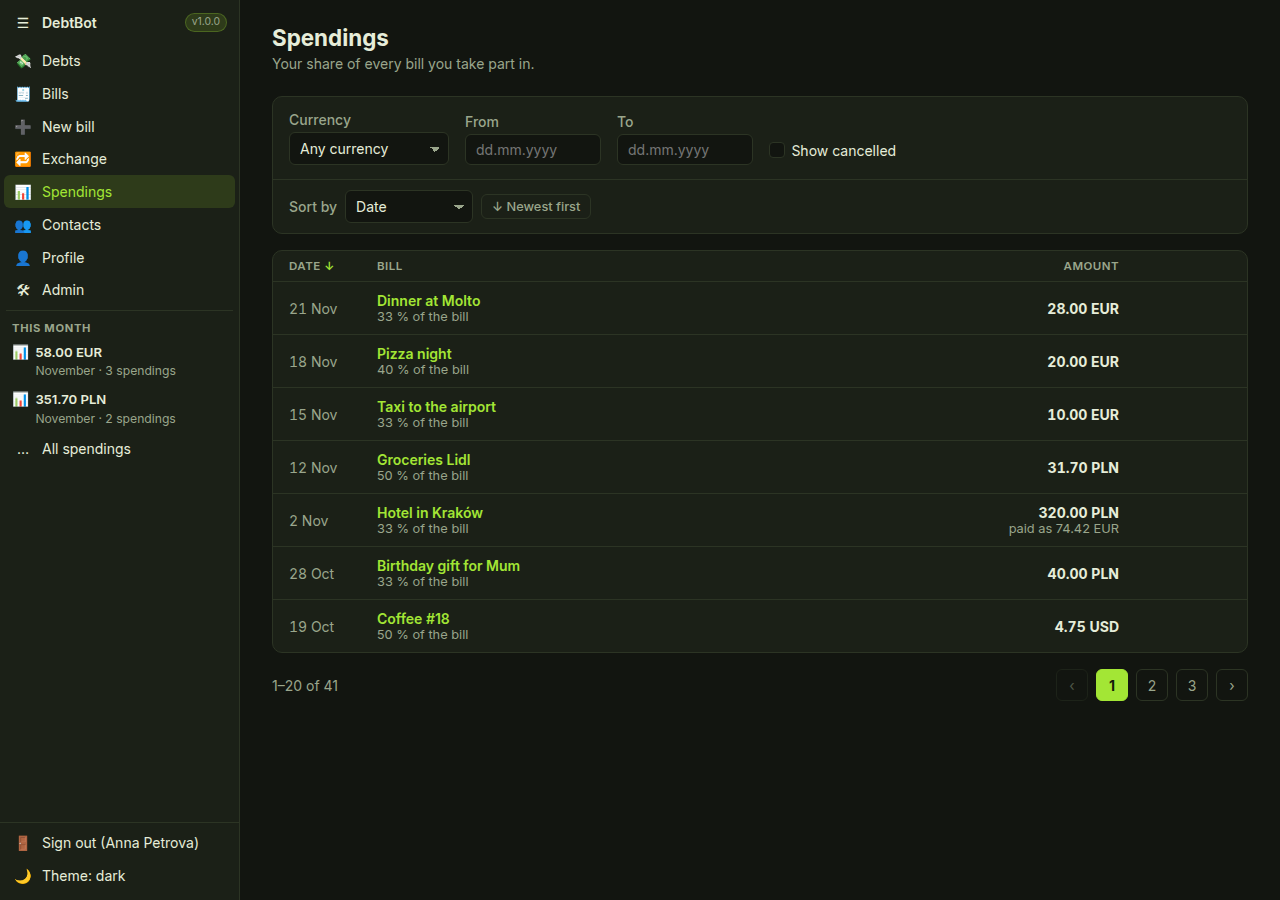 ☰ DebtBot v1.0.0
Debts
Bills
New bill
Exchange
Spendings
Contacts
Profile
Admin
THIS MONTH
58.00 EUR
November · 3 spendings
351.70 PLN
November · 2 spendings
... All spendings
Sign out (Anna Petrova)
Theme: dark
Spendings
Your share of every bill you take part in.
Currency From To
Any currency dd.mm.yyyy dd.mm.yyyy Show cancelled
Sort by Date ↓ Newest first
DATE ↓ BILL AMOUNT
21 Nov Dinner at Molto 28.00 EUR
33 % of the bill
18 Nov Pizza night 20.00 EUR
40 % of the bill
15 Nov Taxi to the airport 10.00 EUR
33 % of the bill
12 Nov Groceries Lidl 31.70 PLN
50 % of the bill
2 Nov Hotel in Kraków 320.00 PLN
33 % of the bill paid as 74.42 EUR
28 Oct Birthday gift for Mum 40.00 PLN
33 % of the bill
19 Oct Coffee #18 4.75 USD
50 % of the bill
1–20 of 41 ‹ 1 2 3 ›